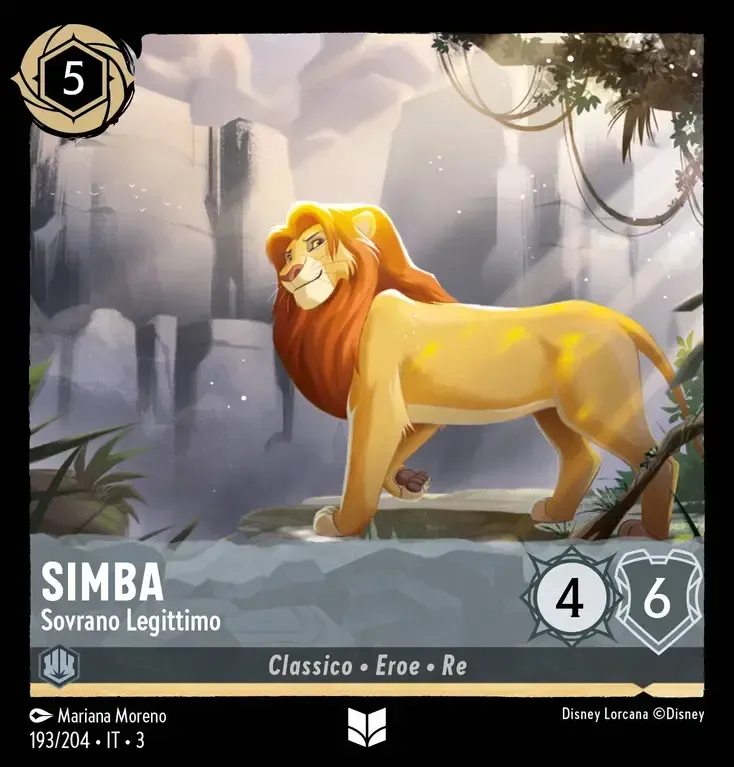 5
SIMBA
Sovrano Legittimo
4
6
Classico • Eroe • Re
Mariana Moreno
Disney Lorcana ©Disney
193/204 • IT • 3